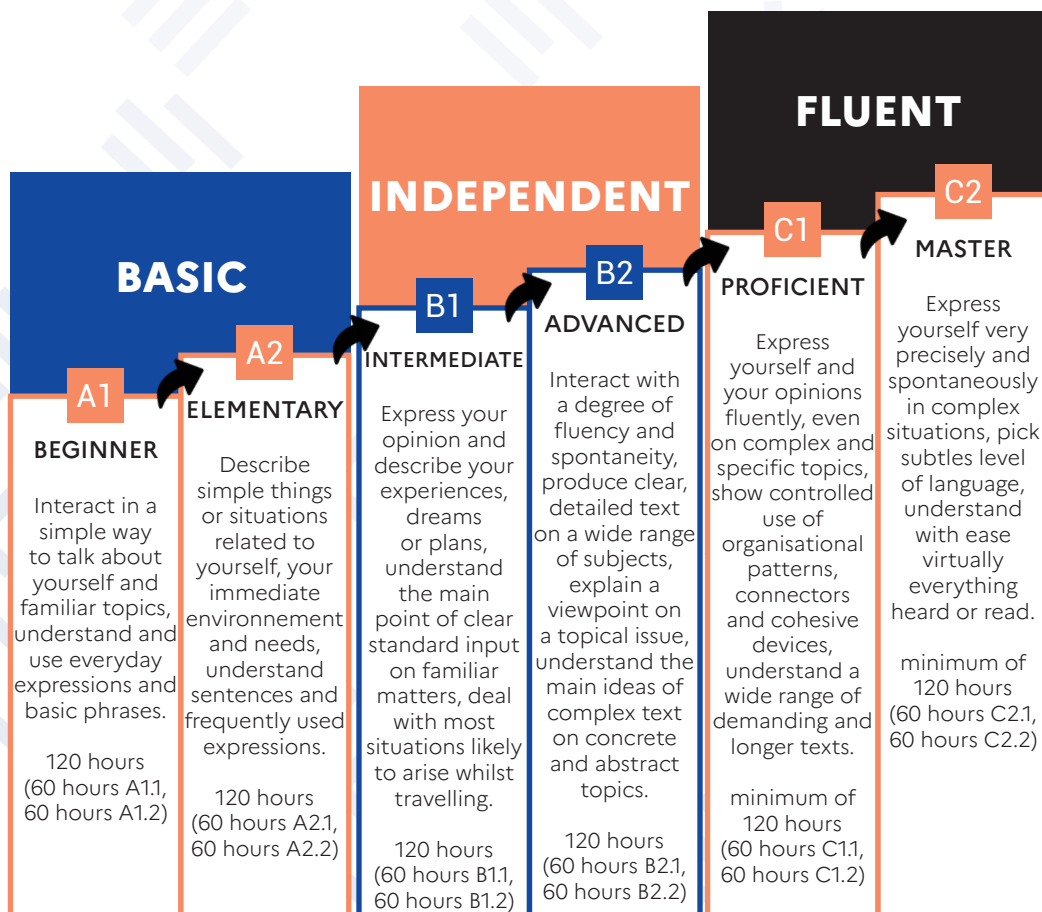 BASIC
A1
BEGINNER
Interact in a
simple way
to talk about
yourself and
familiar topics,
understand and
use everyday
expressions and
basic phrases.
120 hours
(60 hours A1.1,
60 hours A1.2)
A2
ELEMENTARY
Describe
simple things
or situations
related to
yourself, your
immediate
environnement
and needs,
understand
sentences and
frequently used
expressions.
120 hours
(60 hours A2.1,
60 hours A2.2)
INDEPENDENT
B1
INTERMEDIATE
Express your
opinion and
describe your
experiences,
dreams
or plans,
understand
the main
point of clear
standard input
on familiar
matters, deal
with most
situations likely
to arise whilst
travelling.
120 hours
(60 hours B1.1,
60 hours B1.2)
B2
ADVANCED
Interact with
a degree of
fluency and
spontaneity,
produce clear,
detailed text
on a wide range
of subjects,
explain a
viewpoint on
a topical issue,
understand the
main ideas of
complex text
on concrete
and abstract
topics.
120 hours
(60 hours B2.1,
60 hours B2.2)
FLUENT
C1
PROFICIENT
Express
yourself and
your opinions
fluently, even
on complex and
specific topics,
show controlled
use of
organisational
patterns,
connectors
and cohesive
devices,
understand a
wide range of
demanding and
longer texts.
minimum of
120 hours
(60 hours C1.1,
60 hours C1.2)
C2
MASTER
Express
yourself very
precisely and
spontaneously
in complex
situations, pick
subtles level
of language,
understand
with ease
virtually
everything
heard or read.
minimum of
120 hours
(60 hours C2.1,
60 hours C2.2)